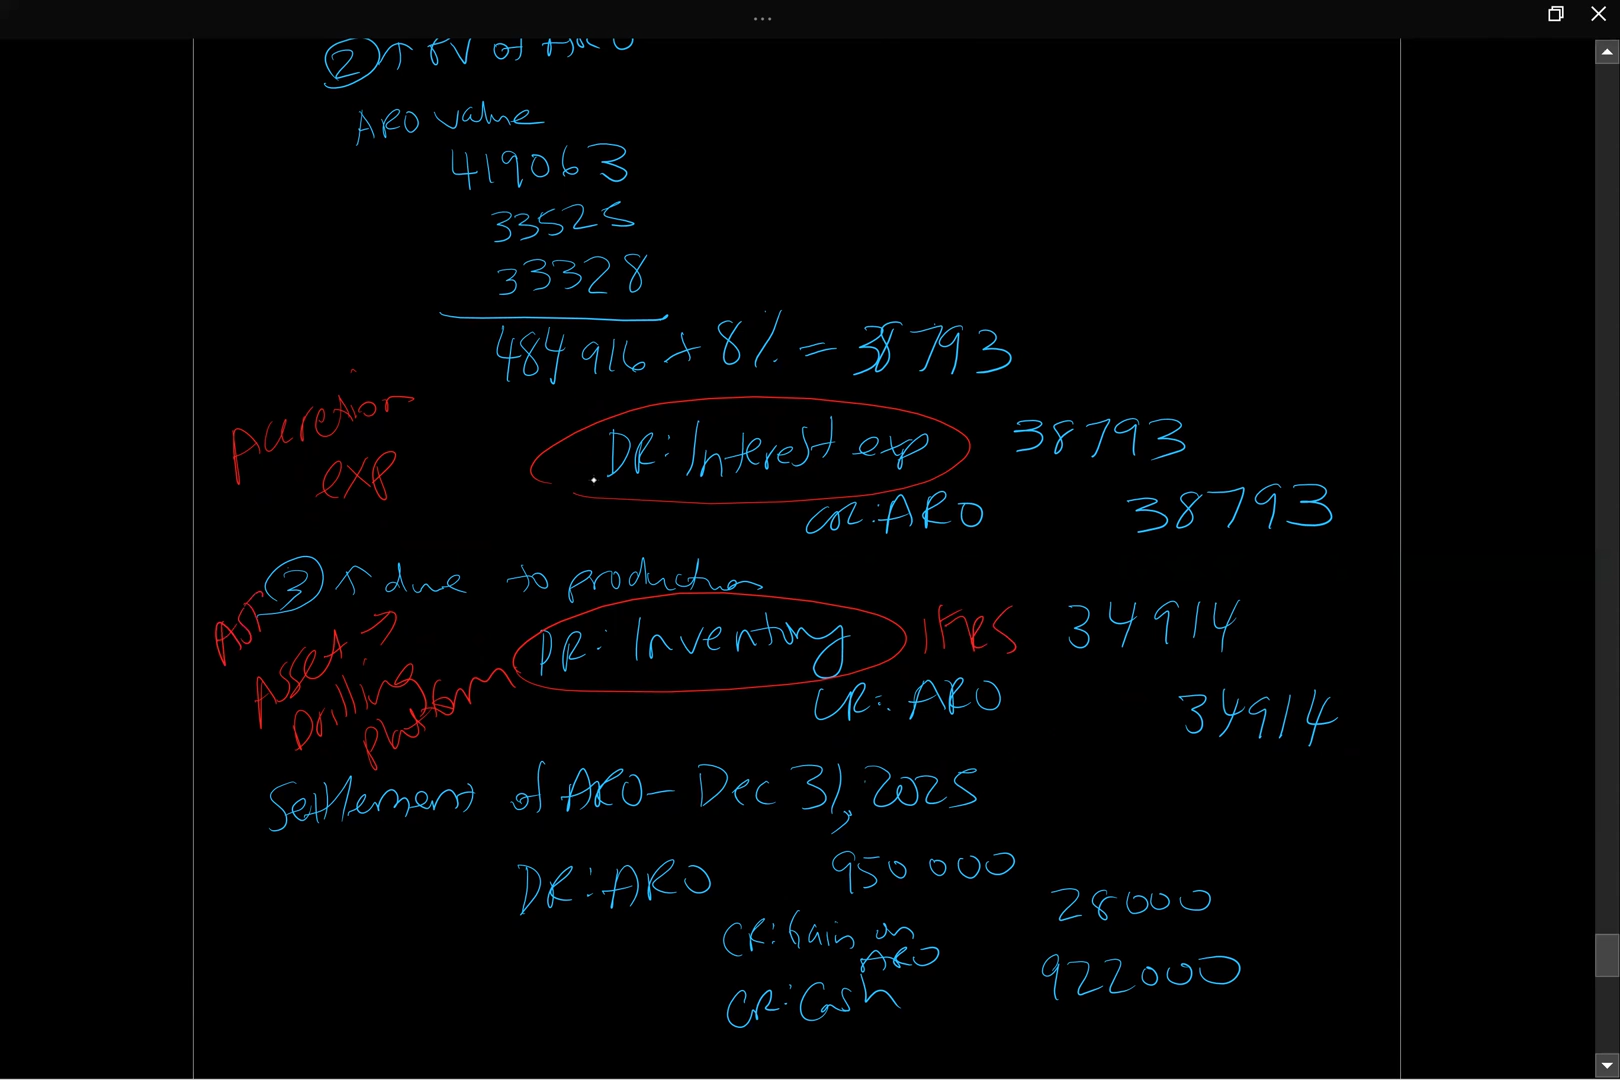 ② ↑ FV of ARO
ARO value
419063
33525
33328
484916 + 8% = 38793
Accretion
exp
DR: Interest exp 38793
CR: ARO 38793
③ ↑ due to production
DR: Inventory IFRS 34914
CR: ARO 34914
ASPE
Asset →
Drilling
Platform
Settlement of ARO - Dec 31, 2025
DR: ARO 950 000
CR: Gain on
ARO 28000
CR: Cash 922000